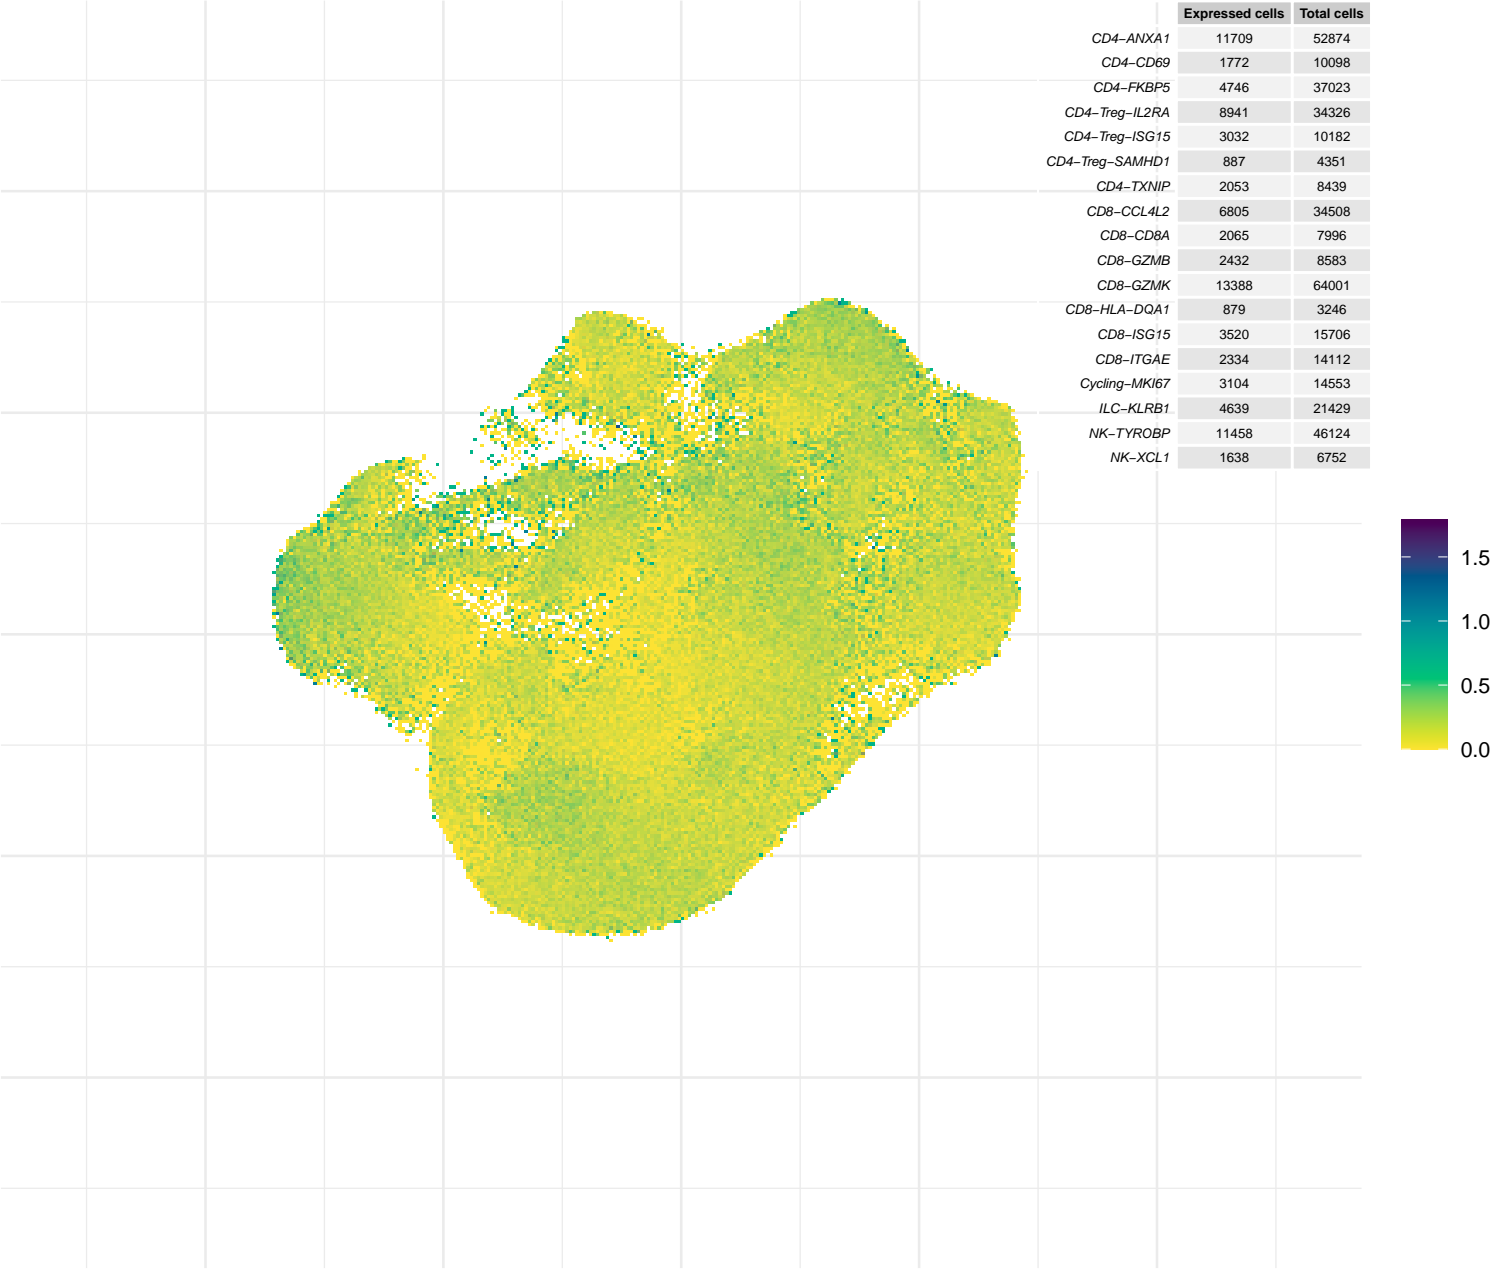 Expressed cells Total cells
CD4−ANXA1 11709 52874
CD4−CD69 1772 10098
CD4−FKBP5 4746 37023
CD4−Treg−IL2RA 8941 34326
CD4−Treg−ISG15 3032 10182
CD4−Treg−SAMHD1 887 4351
CD4−TXNIP 2053 8439
CD8−CCL4L2 6805 34508
CD8−CD8A 2065 7996
CD8−GZMB 2432 8583
CD8−GZMK 13388 64001
CD8−HLA−DQA1 879 3246
CD8−ISG15 3520 15706
CD8−ITGAE 2334 14112
Cycling−MKI67 3104 14553
ILC−KLRB1 4639 21429
NK−TYROBP 11458 46124
NK−XCL1 1638 6752
1.5
1.0
0.5
0.0